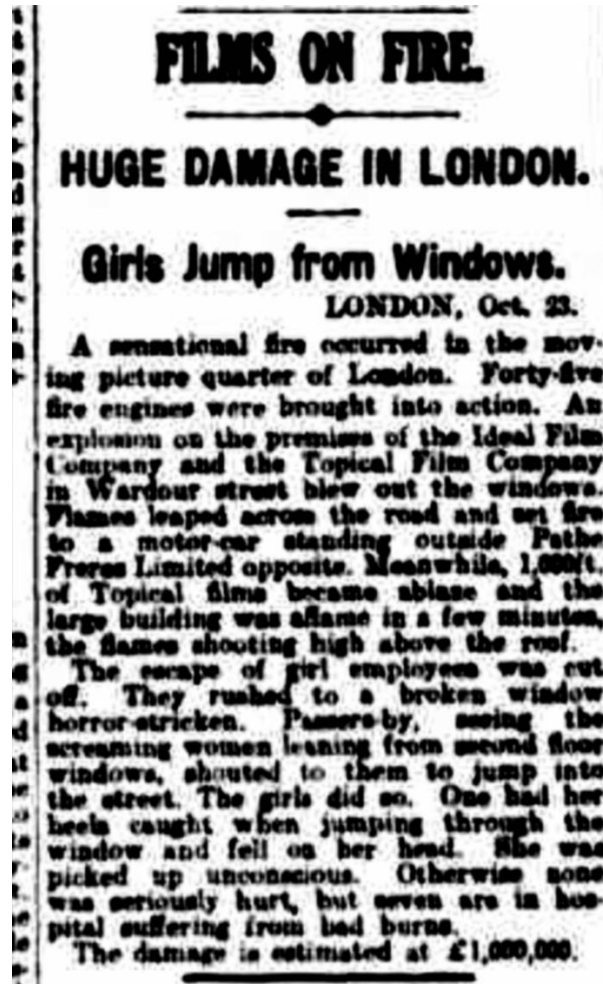 FILMS ON FIRE.
HUGE DAMAGE IN LONDON.
Girls Jump from Windows.
LONDON, Oct. 23.
A sensational fire occurred in the mov-
ing picture quarter of London. Forty-five
fire engines were brought into action. An
explosion on the premises of the Ideal Film
Company and the Topical Film Company
in Wardour street blew out the windows.
Flames leaped across the road and set fire
to a motor-car standing outside Pathe
Freres Limited opposite. Meanwhile, 1,000ft.
of Topical films became ablaze and the
large building was aflame in a few minutes,
the flames shooting high above the roof.
The escape of girl employees was cut
off. They rushed to a broken window
horror-stricken. Passers-by, seeing the
screaming women leaning from second floor
windows, shouted to them to jump into
the street. The girls did so. One had her
heels caught when jumping through the
window and fell on her head. She was
picked up unconscious. Otherwise none
was seriously hurt, but seven are in hos-
pital suffering from bad burns.
The damage is estimated at £1,000,000.